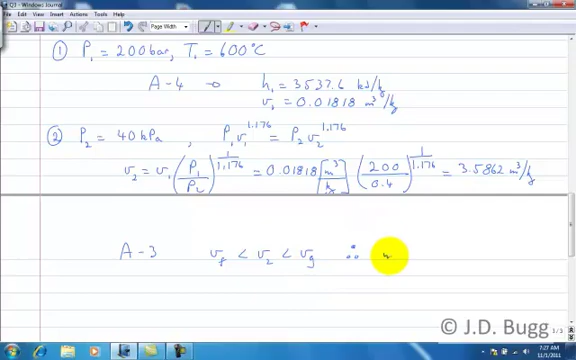 Q3 - Windows Journal
File Edit View Insert Actions Tools Help
Page Width
① P₁ = 200 bar, T₁ = 600°C
A-4 → h₁ = 3537.6 kJ/kg
v₁ = 0.01818 m³/kg
② P₂ = 40 kPa, P₁v₁^1.176 = P₂v₂^1.176
v₂ = v₁ (P₁/P₂)^(1/1.176) = 0.01818 [m³/kg] (200/0.4)^(1/1.176) = 3.5862 m³/kg
A-3 v_f < v₂ < v_g ∴
© J.D. Bugg
1/3
7:27 AM
11/1/2011